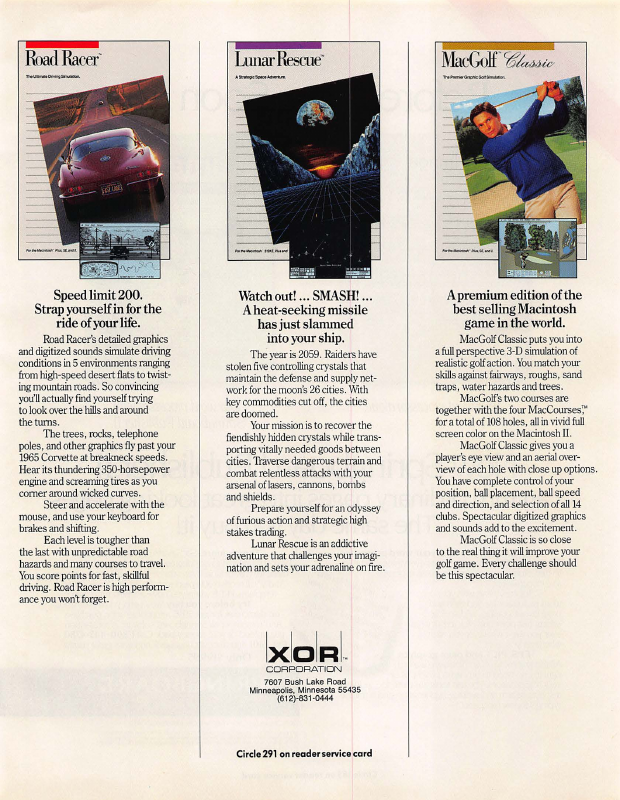 Road Racer™
The Ultimate Driving Simulation.
For the Macintosh™ Plus, SE, and II.
Speed limit 200.
Strap yourself in for the
ride of your life.
Road Racer's detailed graphics
and digitized sounds simulate driving
conditions in 5 environments ranging
from high-speed desert flats to twist-
ing mountain roads. So convincing
you'll actually find yourself trying
to look over the hills and around
the turns.
The trees, rocks, telephone
poles, and other graphics fly past your
1965 Corvette at breakneck speeds.
Hear its thundering 350-horsepower
engine and screaming tires as you
corner around wicked curves.
Steer and accelerate with the
mouse, and use your keyboard for
brakes and shifting.
Each level is tougher than
the last with unpredictable road
hazards and many courses to travel.
You score points for fast, skillful
driving. Road Racer is high perform-
ance you won't forget.
Lunar Rescue™
A Strategic Space Adventure.
For the Macintosh™ 512KE, Plus, and
Watch out! ... SMASH! ...
A heat-seeking missile
has just slammed
into your ship.
The year is 2059. Raiders have
stolen five controlling crystals that
maintain the defense and supply net-
work for the moon's 26 cities. With
key commodities cut off, the cities
are doomed.
Your mission is to recover the
fiendishly hidden crystals while trans-
porting vitally needed goods between
cities. Traverse dangerous terrain and
combat relentless attacks with your
arsenal of lasers, cannons, bombs
and shields.
Prepare yourself for an odyssey
of furious action and strategic high
stakes trading.
Lunar Rescue is an addictive
adventure that challenges your imagi-
nation and sets your adrenaline on fire.
XOR™
CORPORATION
7607 Bush Lake Road
Minneapolis, Minnesota 55435
(612)-831-0444
Circle 291 on reader service card
MacGolf™ Classic
The Premier Graphic Golf Simulation.
For the Macintosh™ Plus, SE, and II.
A premium edition of the
best selling Macintosh
game in the world.
MacGolf Classic puts you into
a full perspective 3-D simulation of
realistic golf action. You match your
skills against fairways, roughs, sand
traps, water hazards and trees.
MacGolf's two courses are
together with the four MacCourses,™
for a total of 108 holes, all in vivid full
screen color on the Macintosh II.
MacGolf Classic gives you a
player's eye view and an aerial over-
view of each hole with close up options.
You have complete control of your
position, ball placement, ball speed
and direction, and selection of all 14
clubs. Spectacular digitized graphics
and sounds add to the excitement.
MacGolf Classic is so close
to the real thing it will improve your
golf game. Every challenge should
be this spectacular.